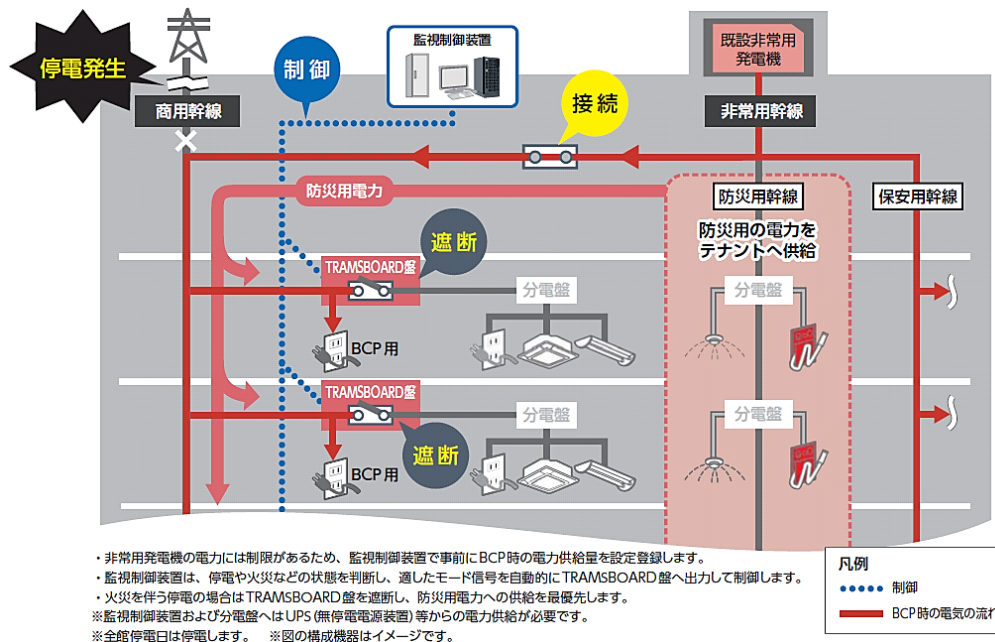 停電発生
商用幹線
制御
監視制御装置
接続
既設非常用
発電機
非常用幹線
防災用電力
防災用幹線
保安用幹線
防災用の電力を
テナントへ供給
遮断
TRAMSBOARD盤
分電盤
分電盤
BCP用
TRAMSBOARD盤
分電盤
分電盤
遮断
BCP用
・非常用発電機の電力には制限があるため、監視制御装置で事前にBCP時の電力供給量を設定登録します。
・監視制御装置は、停電や火災などの状態を判断し、適したモード信号を自動的にTRAMSBOARD盤へ出力して制御します。
・火災を伴う停電の場合はTRAMSBOARD盤を遮断し、防災用電力への供給を最優先します。
※監視制御装置および分電盤へはUPS(無停電電源装置)等からの電力供給が必要です。
※全館停電日は停電します。 ※図の構成機器はイメージです。
凡例
制御
BCP時の電気の流れ